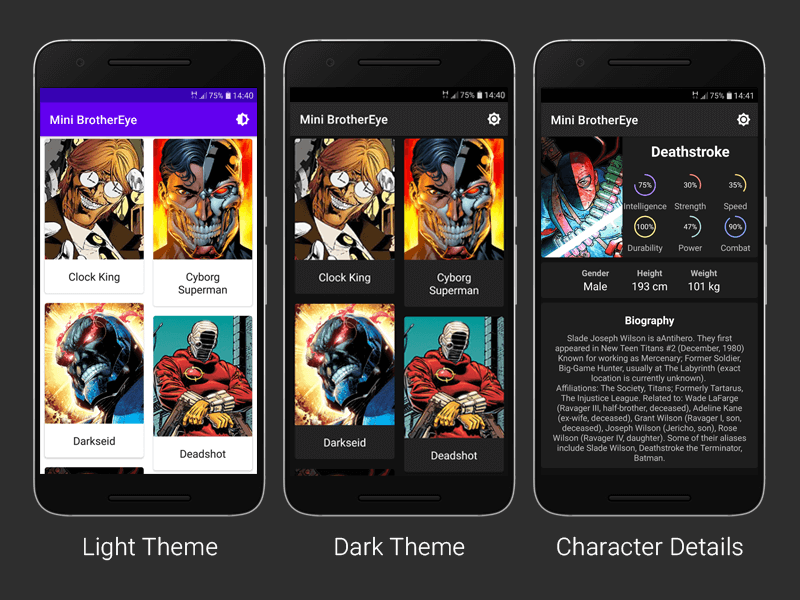 75% 14:40
Mini BrotherEye
Clock King
Cyborg
Superman
Darkseid
Deadshot
Light Theme
75% 14:40
Mini BrotherEye
Clock King
Cyborg
Superman
Darkseid
Deadshot
Dark Theme
75% 14:41
Mini BrotherEye
Deathstroke
75% 30% 35%
Intelligence Strength Speed
100% 47% 90%
Durability Power Combat
Gender Height Weight
Male 193 cm 101 kg
Biography
Slade Joseph Wilson is aAntihero. They first
appeared in New Teen Titans #2 (December, 1980)
Known for working as Mercenary; Former Soldier,
Big-Game Hunter, usually at The Labyrinth (exact
location is currently unknown).
Affiliations: The Society, Titans; Formerly Tartarus,
The Injustice League. Related to: Wade LaFarge
(Ravager III, half-brother, deceased), Adeline Kane
(ex-wife, deceased), Grant Wilson (Ravager I, son,
deceased), Joseph Wilson (Jericho, son), Rose
Wilson (Ravager IV, daughter). Some of their aliases
include Slade Wilson, Deathstroke the Terminator,
Batman.
Character Details